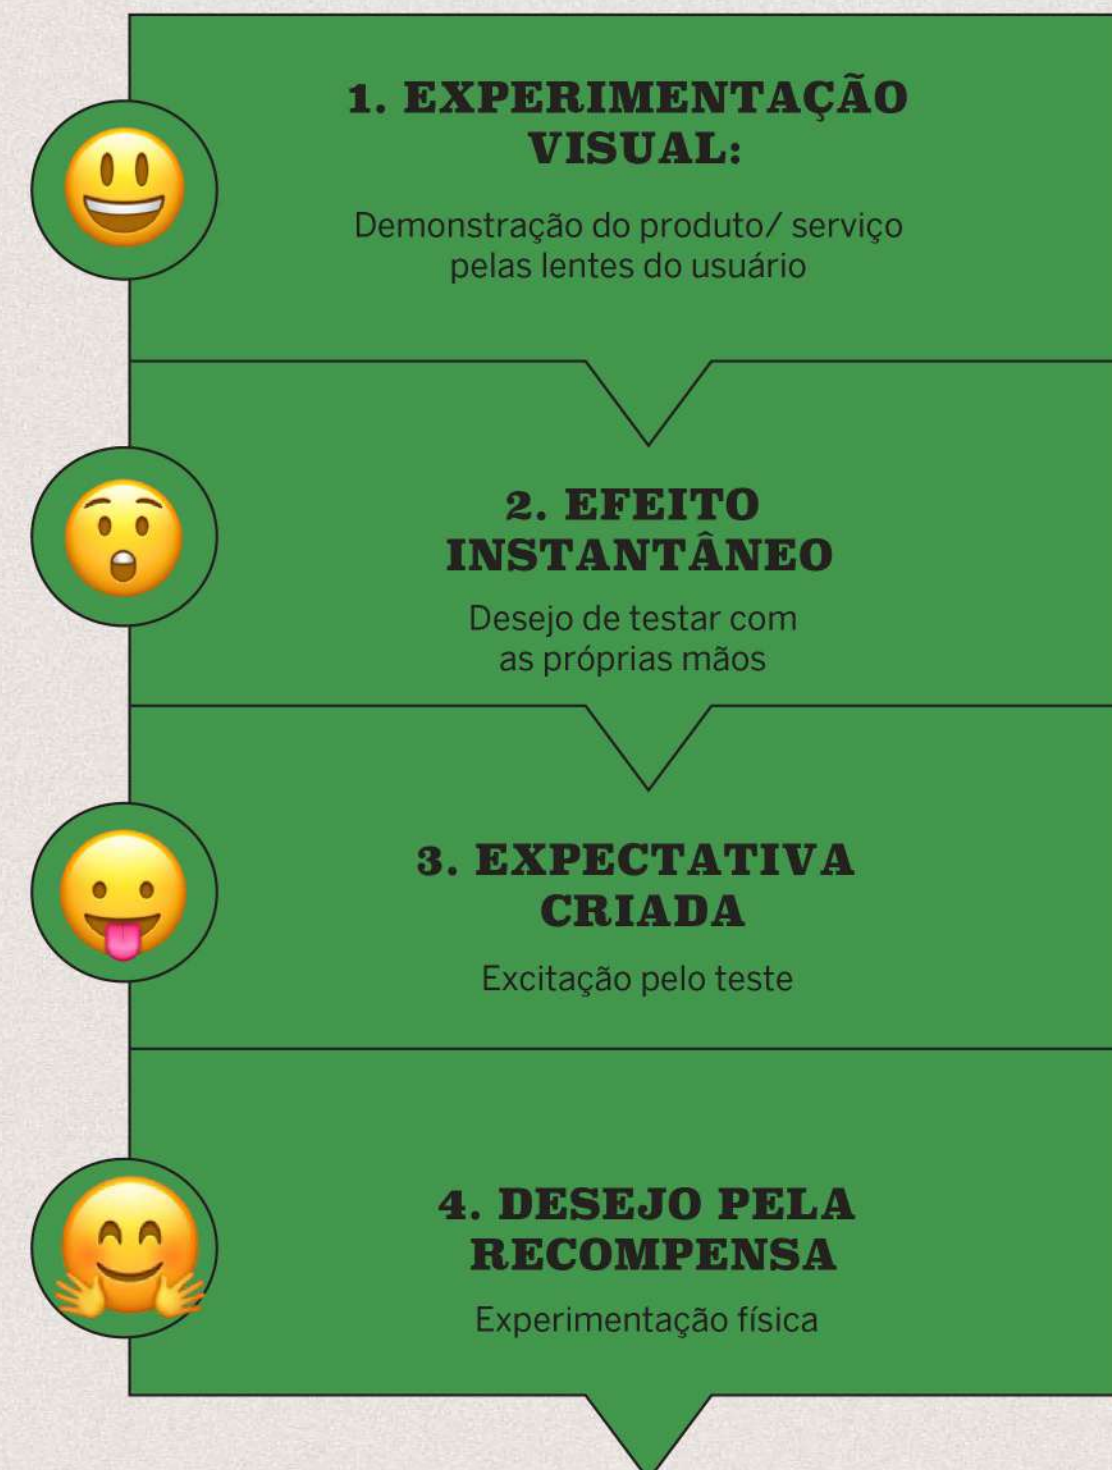 1. EXPERIMENTAÇÃO
VISUAL:
Demonstração do produto/ serviço
pelas lentes do usuário
2. EFEITO
INSTANTÂNEO
Desejo de testar com
as próprias mãos
3. EXPECTATIVA
CRIADA
Excitação pelo teste
4. DESEJO PELA
RECOMPENSA
Experimentação física